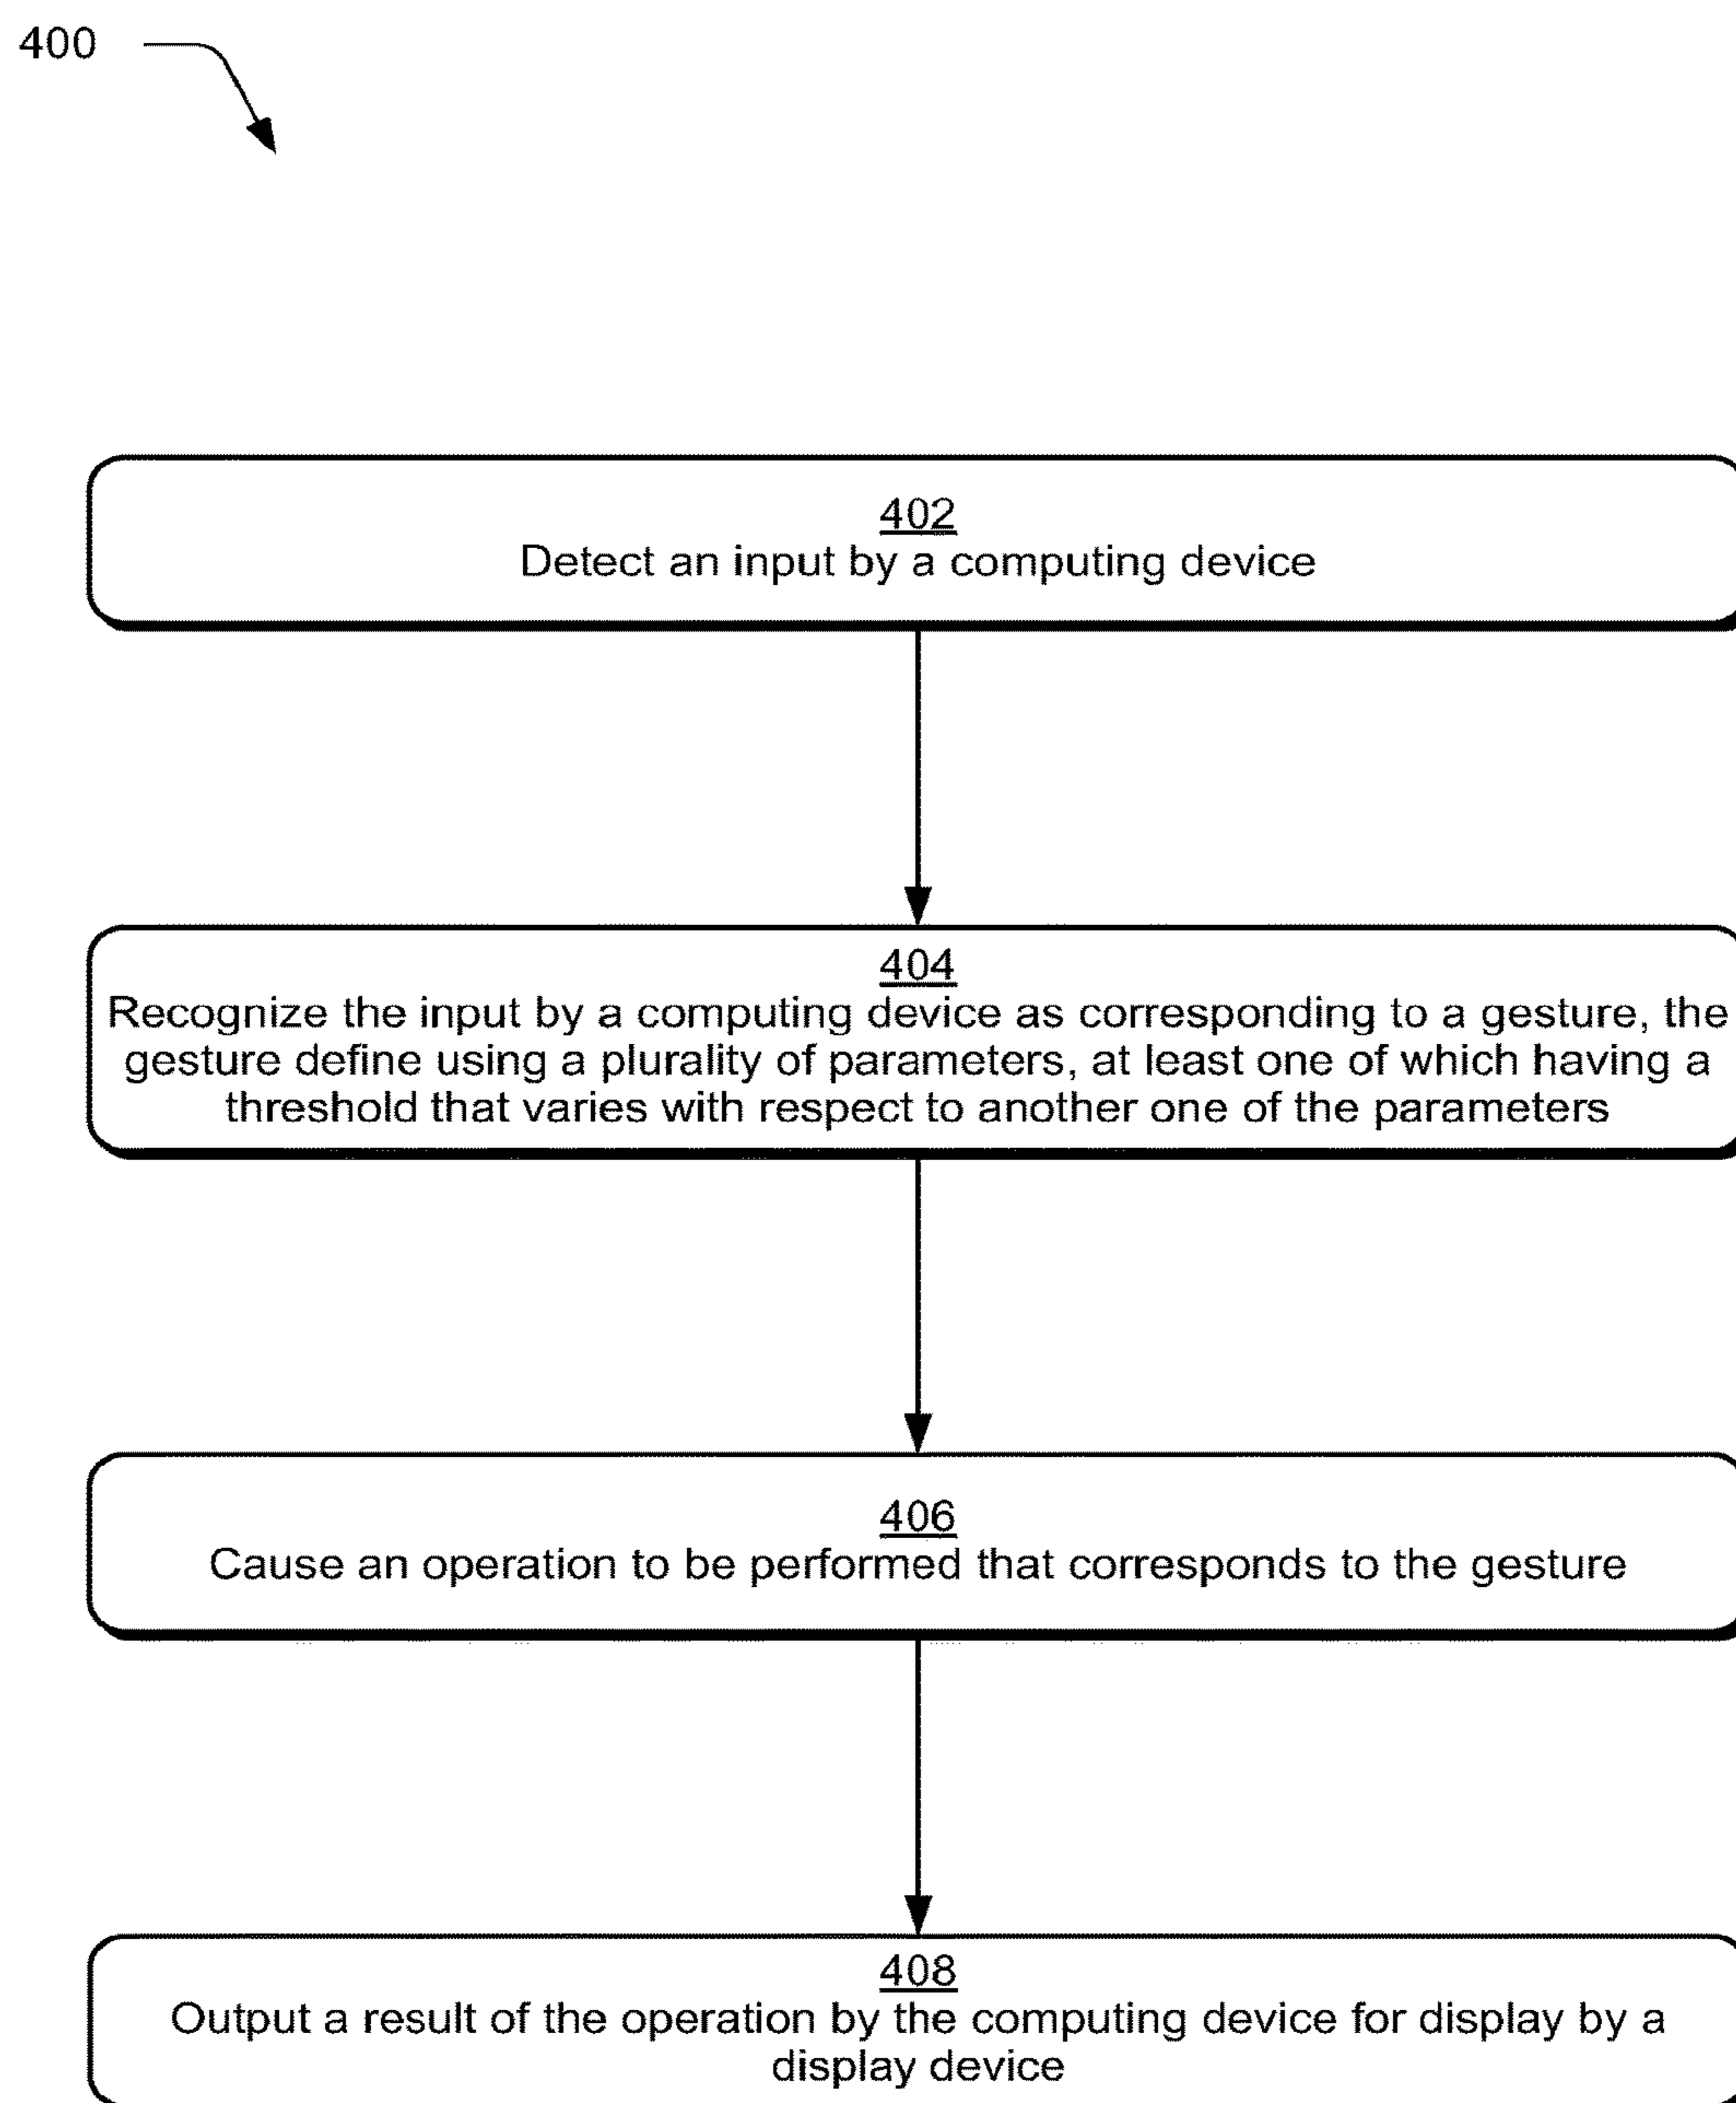 400
402
Detect an input by a computing device
404
Recognize the input by a computing device as corresponding to a gesture, the
gesture define using a plurality of parameters, at least one of which having a
threshold that varies with respect to another one of the parameters
406
Cause an operation to be performed that corresponds to the gesture
408
Output a result of the operation by the computing device for display by a
display device